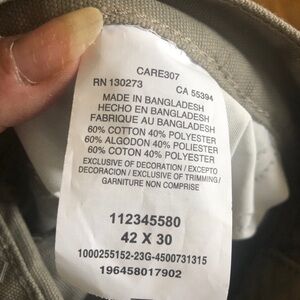 CARE307
RN 130273 CA 55394
MADE IN BANGLADESH
HECHO EN BANGLADESH
FABRIQUE AU BANGLADESH
60% COTTON 40% POLYESTER
60% ALGODON 40% POLIESTER
60% COTON 40% POLYESTER
EXCLUSIVE OF DECORATION / EXCEPTO
DECORACION / EXCLUSIVE OF TRIMMING/
GARNITURE NON COMPRISE
112345580
42 X 30
1000255152-23G-4500731315
196458017902